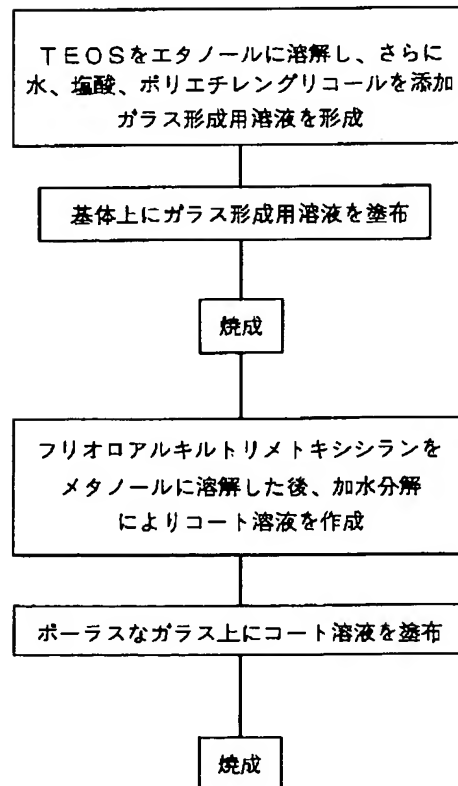 ＴＥＯＳをエタノールに溶解し、さらに
水、塩酸、ポリエチレングリコールを添加
ガラス形成用溶液を形成
基体上にガラス形成用溶液を塗布
焼成
フリオロアルキルトリメトキシシランを
メタノールに溶解した後、加水分解
によりコート溶液を作成
ポーラスなガラス上にコート溶液を塗布
焼成